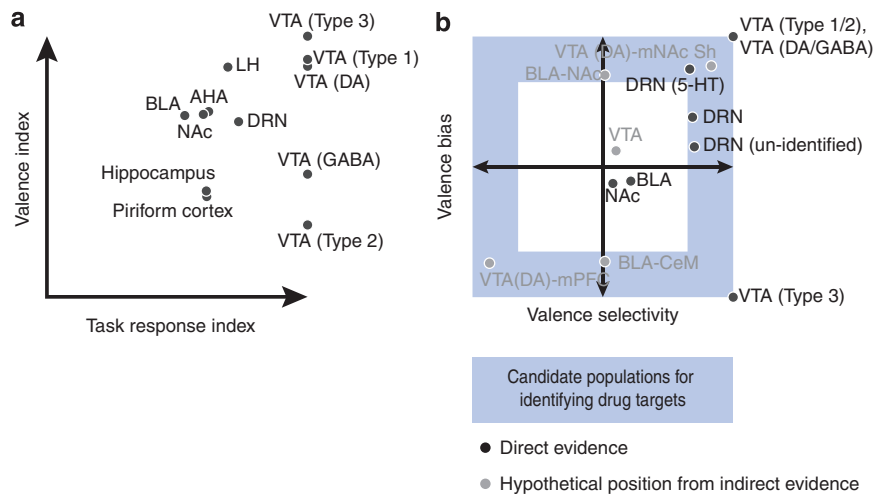 a
VTA (Type 3)
LH
VTA (Type 1)
VTA (DA)
BLA
AHA
NAc
DRN
VTA (GABA)
Hippocampus
Piriform cortex
VTA (Type 2)
Valence index
Task response index
b
VTA (Type 1/2),
VTA (DA/GABA)
VTA (DA)-mNAc Sh
BLA-NAc
DRN (5-HT)
DRN
VTA
DRN (un-identified)
BLA
NAc
BLA-CeM
VTA(DA)-mPFC
VTA (Type 3)
Valence bias
Valence selectivity
Candidate populations for
identifying drug targets
Direct evidence
Hypothetical position from indirect evidence